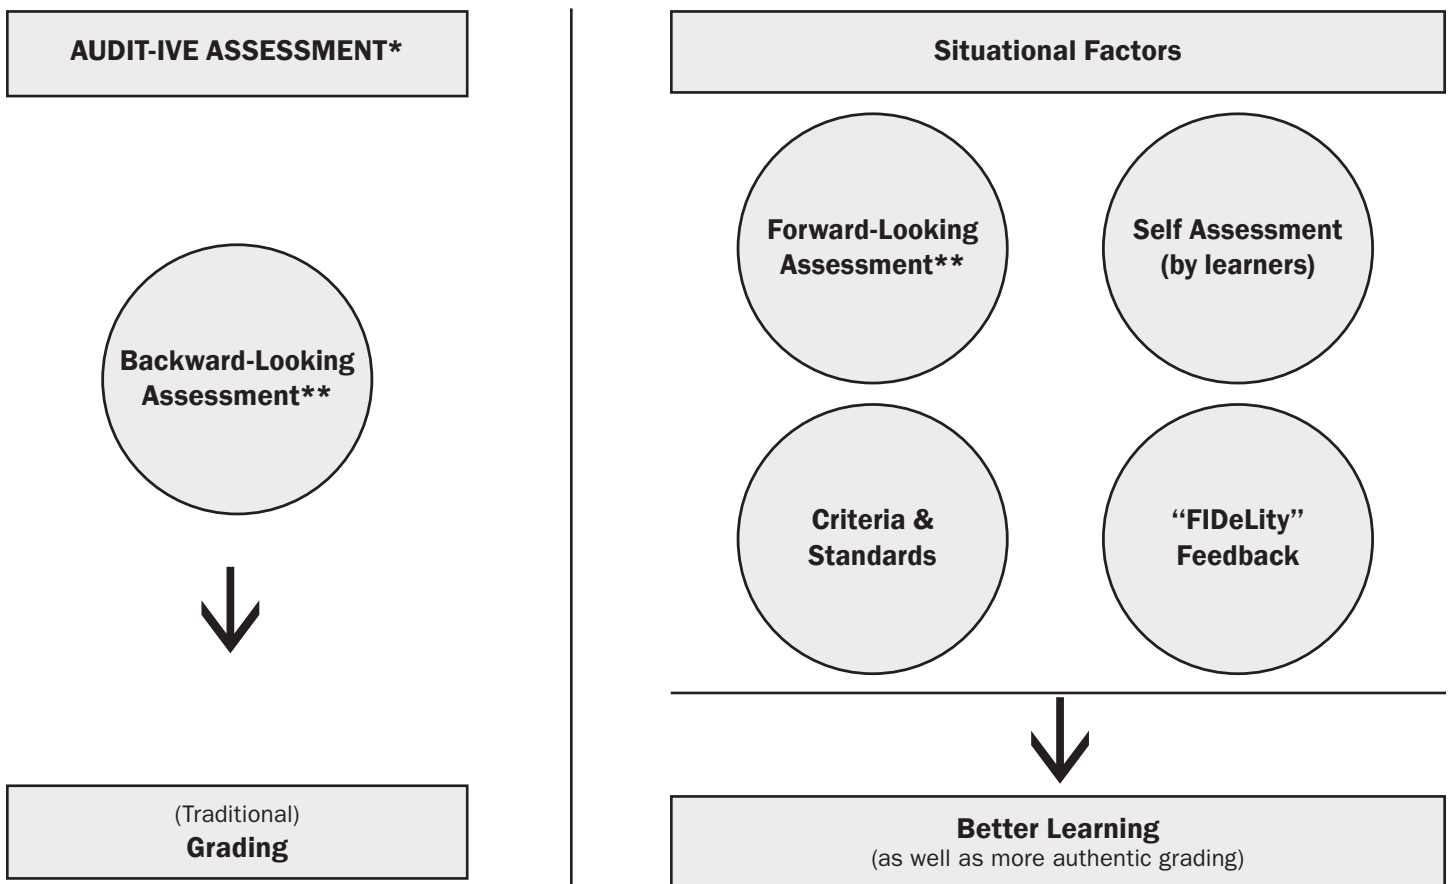 AUDIT-IVE ASSESSMENT*
Backward-Looking
Assessment**
(Traditional)
Grading
Situational Factors
Forward-Looking
Assessment**
Self Assessment
(by learners)
Criteria &
Standards
“FIDeLity”
Feedback
Better Learning
(as well as more authentic grading)